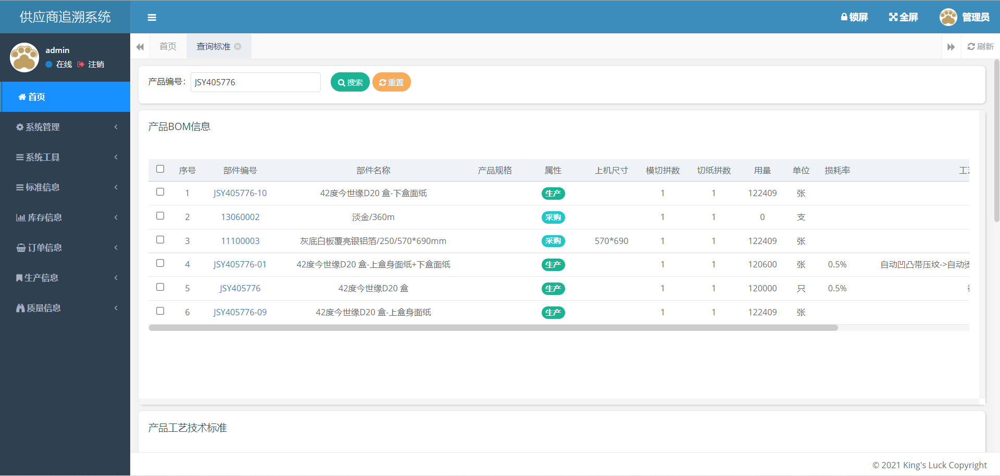 供应商追溯系统
锁屏 全屏 管理员
admin
在线 注销
首页 查询标准 刷新
首页
系统管理
系统工具
标准信息
库存信息
订单信息
生产信息
质量信息
产品编号: JSY405776 搜索 重置
产品BOM信息
序号 部件编号 部件名称 产品规格 属性 上机尺寸 模切拼数 切纸拼数 用量 单位 损耗率 工
1 JSY405776-10 42度今世缘D20 盒-下盒面纸 生产 1 1 122409 张
2 13060002 淡金/360m 采购 1 1 0 支
3 11100003 灰底白板覆亮银铝箔/250/570*690mm 采购 570*690 1 1 122409 张
4 JSY405776-01 42度今世缘D20 盒-上盒身面纸+下盒面纸 生产 1 1 120600 张 0.5% 自动凹凸带压纹->自动烫
5 JSY405776 42度今世缘D20 盒 生产 1 1 120000 只 0.5%
6 JSY405776-09 42度今世缘D20 盒-上盒身面纸 生产 1 1 122409 张
产品工艺技术标准
© 2021 King's Luck Copyright